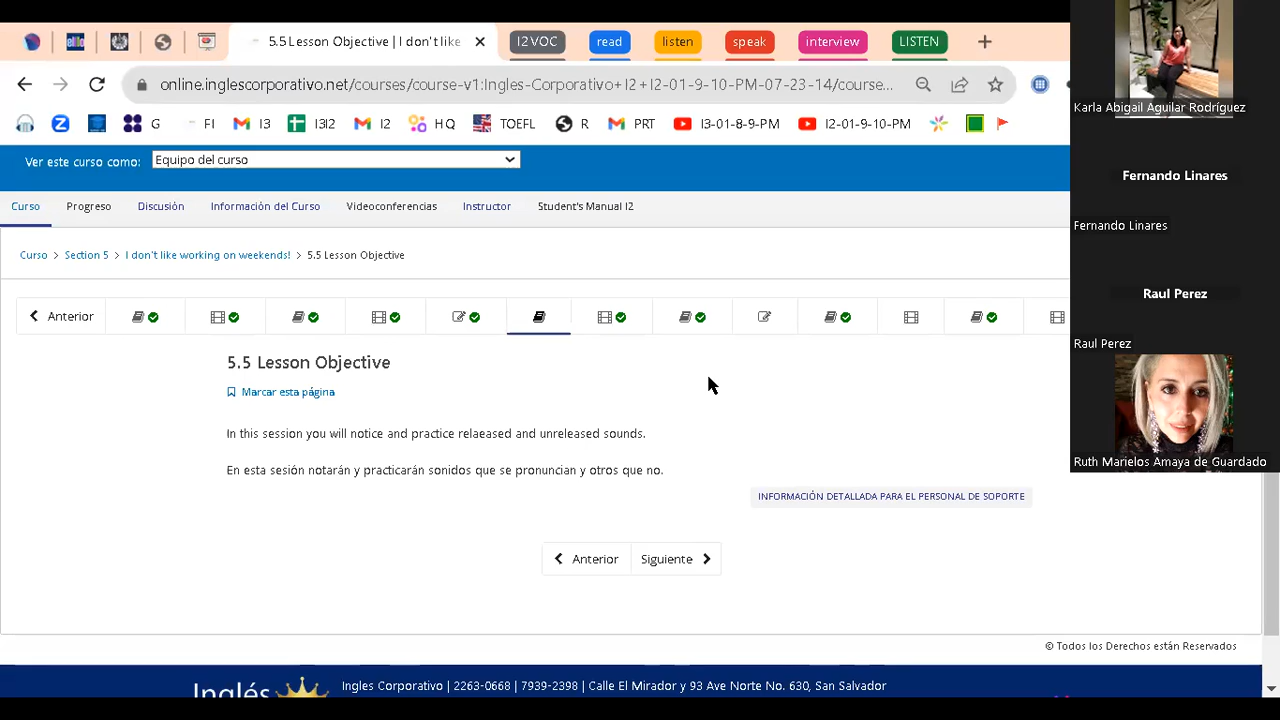 5.5 Lesson Objective | I don't like
I2 VOC
read
listen
speak
interview
LISTEN
online.inglescorporativo.net/courses/course-v1:Ingles-Corporativo+I2+I2-01-9-10-PM-07-23-14/course...
G
FI
I3
I3I2
I2
HQ
TOEFL
R
PRT
I3-01-8-9-PM
I2-01-9-10-PM
Ver este curso como:
Equipo del curso
Curso
Progreso
Discusión
Información del Curso
Videoconferencias
Instructor
Student's Manual I2
Curso > Section 5 > I don't like working on weekends! > 5.5 Lesson Objective
Anterior
5.5 Lesson Objective
Marcar esta página
In this session you will notice and practice relaeased and unreleased sounds.
En esta sesión notarán y practicarán sonidos que se pronuncian y otros que no.
INFORMACIÓN DETALLADA PARA EL PERSONAL DE SOPORTE
Anterior
Siguiente
© Todos los Derechos están Reservados
Inglés
Ingles Corporativo | 2263-0668 | 7939-2398 | Calle El Mirador y 93 Ave Norte No. 630, San Salvador
Karla Abigail Aguilar Rodríguez
Fernando Linares
Fernando Linares
Raul Perez
Raul Perez
Ruth Marielos Amaya de Guardado